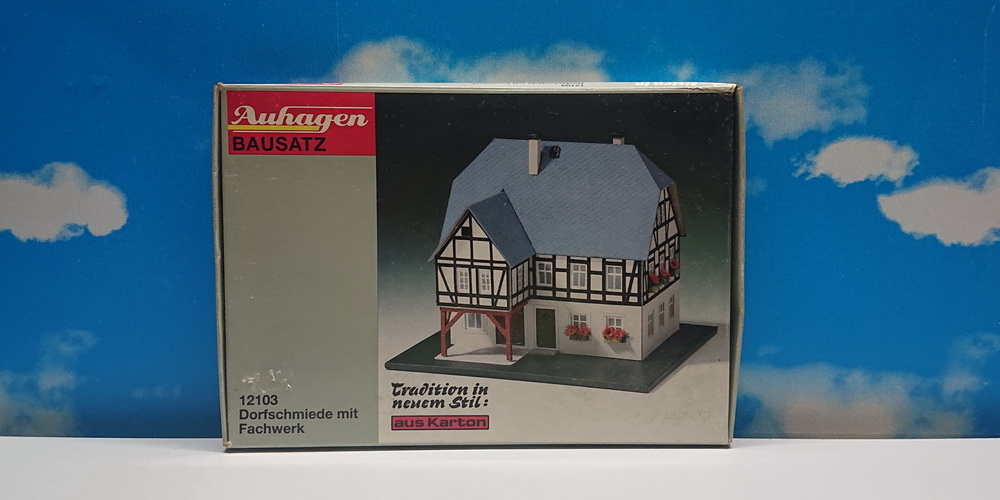 Auhagen
BAUSATZ
12103
Dorfschmiede mit
Fachwerk
Tradition in
neuem Stil:
aus Karton